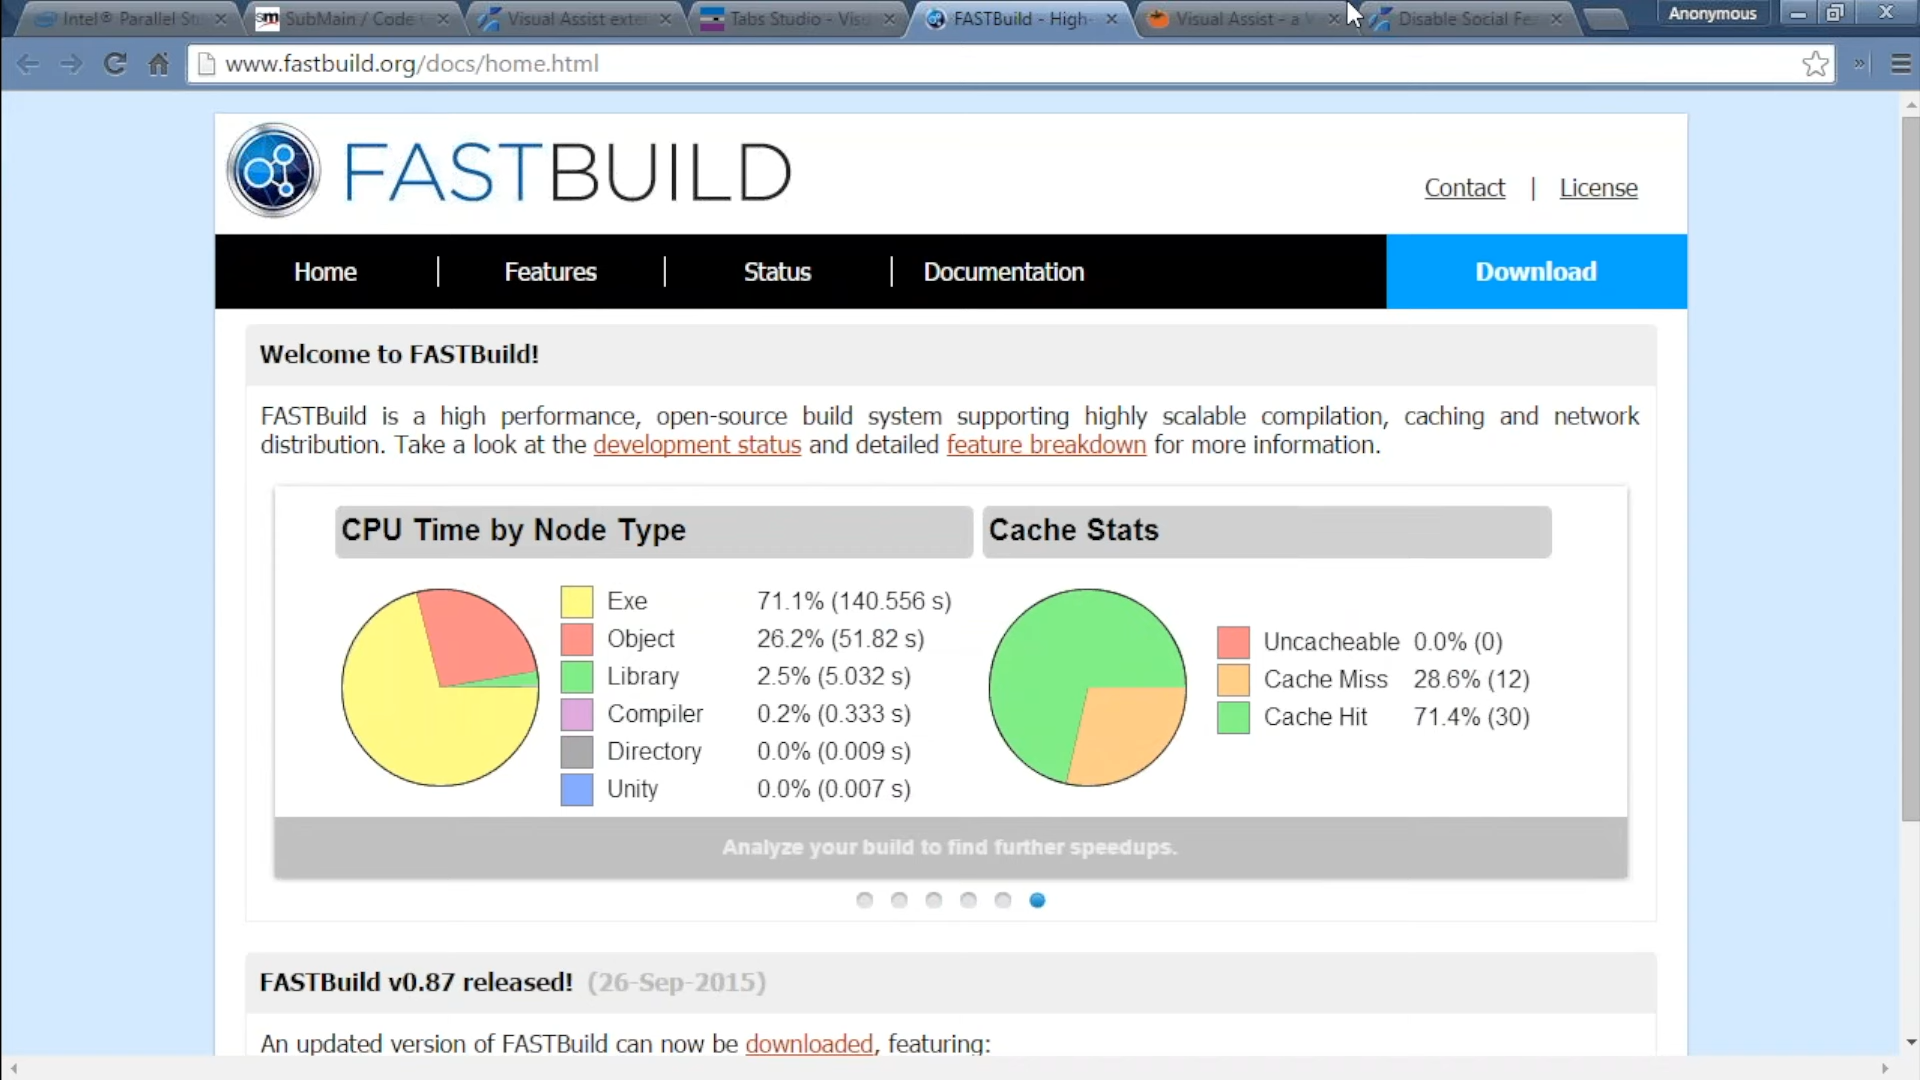 Intel® Parallel St
SubMain / Code
Visual Assist exte
Tabs Studio - Visu
FASTBuild - High-
Visual Assist - a V
Disable Social Fe
Anonymous
www.fastbuild.org/docs/home.html
FASTBUILD
Contact | License
Home | Features | Status | Documentation
Download
Welcome to FASTBuild!
FASTBuild is a high performance, open-source build system supporting highly scalable compilation, caching and network
distribution. Take a look at the development status and detailed feature breakdown for more information.
CPU Time by Node Type
Exe 71.1% (140.556 s)
Object 26.2% (51.82 s)
Library 2.5% (5.032 s)
Compiler 0.2% (0.333 s)
Directory 0.0% (0.009 s)
Unity 0.0% (0.007 s)
Cache Stats
Uncacheable 0.0% (0)
Cache Miss 28.6% (12)
Cache Hit 71.4% (30)
Analyze your build to find further speedups.
FASTBuild v0.87 released! (26-Sep-2015)
An updated version of FASTBuild can now be downloaded, featuring: